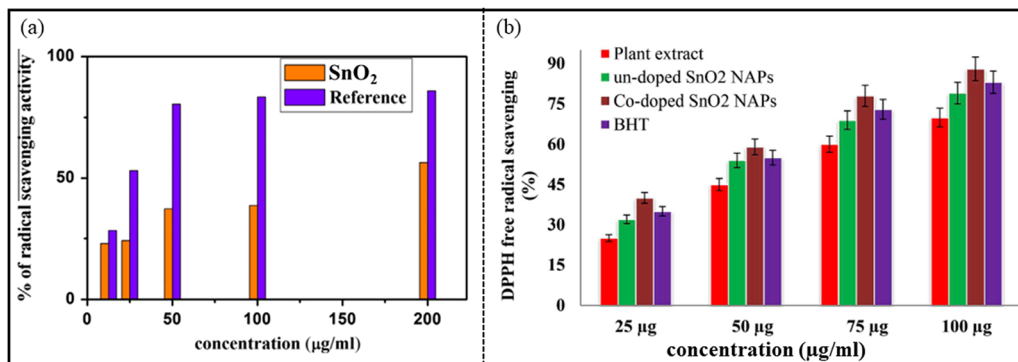 (a)
% of radical scavenging activity
100
50
0
SnO2
Reference
0 50 100 150 200
concentration (µg/ml)
(b)
DPPH free radical scavenging
(%)
90
75
60
45
30
15
0
Plant extract
un-doped SnO2 NAPs
Co-doped SnO2 NAPs
BHT
25 µg 50 µg 75 µg 100 µg
concentration (µg/ml)